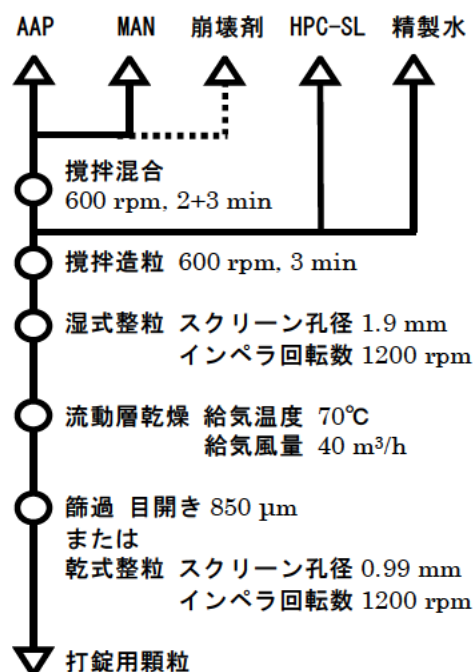 AAP MAN 崩壊剤 HPC-SL 精製水
撹拌混合
600 rpm, 2+3 min
撹拌造粒 600 rpm, 3 min
湿式整粒 スクリーン孔径 1.9 mm
インペラ回転数 1200 rpm
流動層乾燥 給気温度 70℃
給気風量 40 m³/h
篩過 目開き 850 µm
または
乾式整粒 スクリーン孔径 0.99 mm
インペラ回転数 1200 rpm
打錠用顆粒